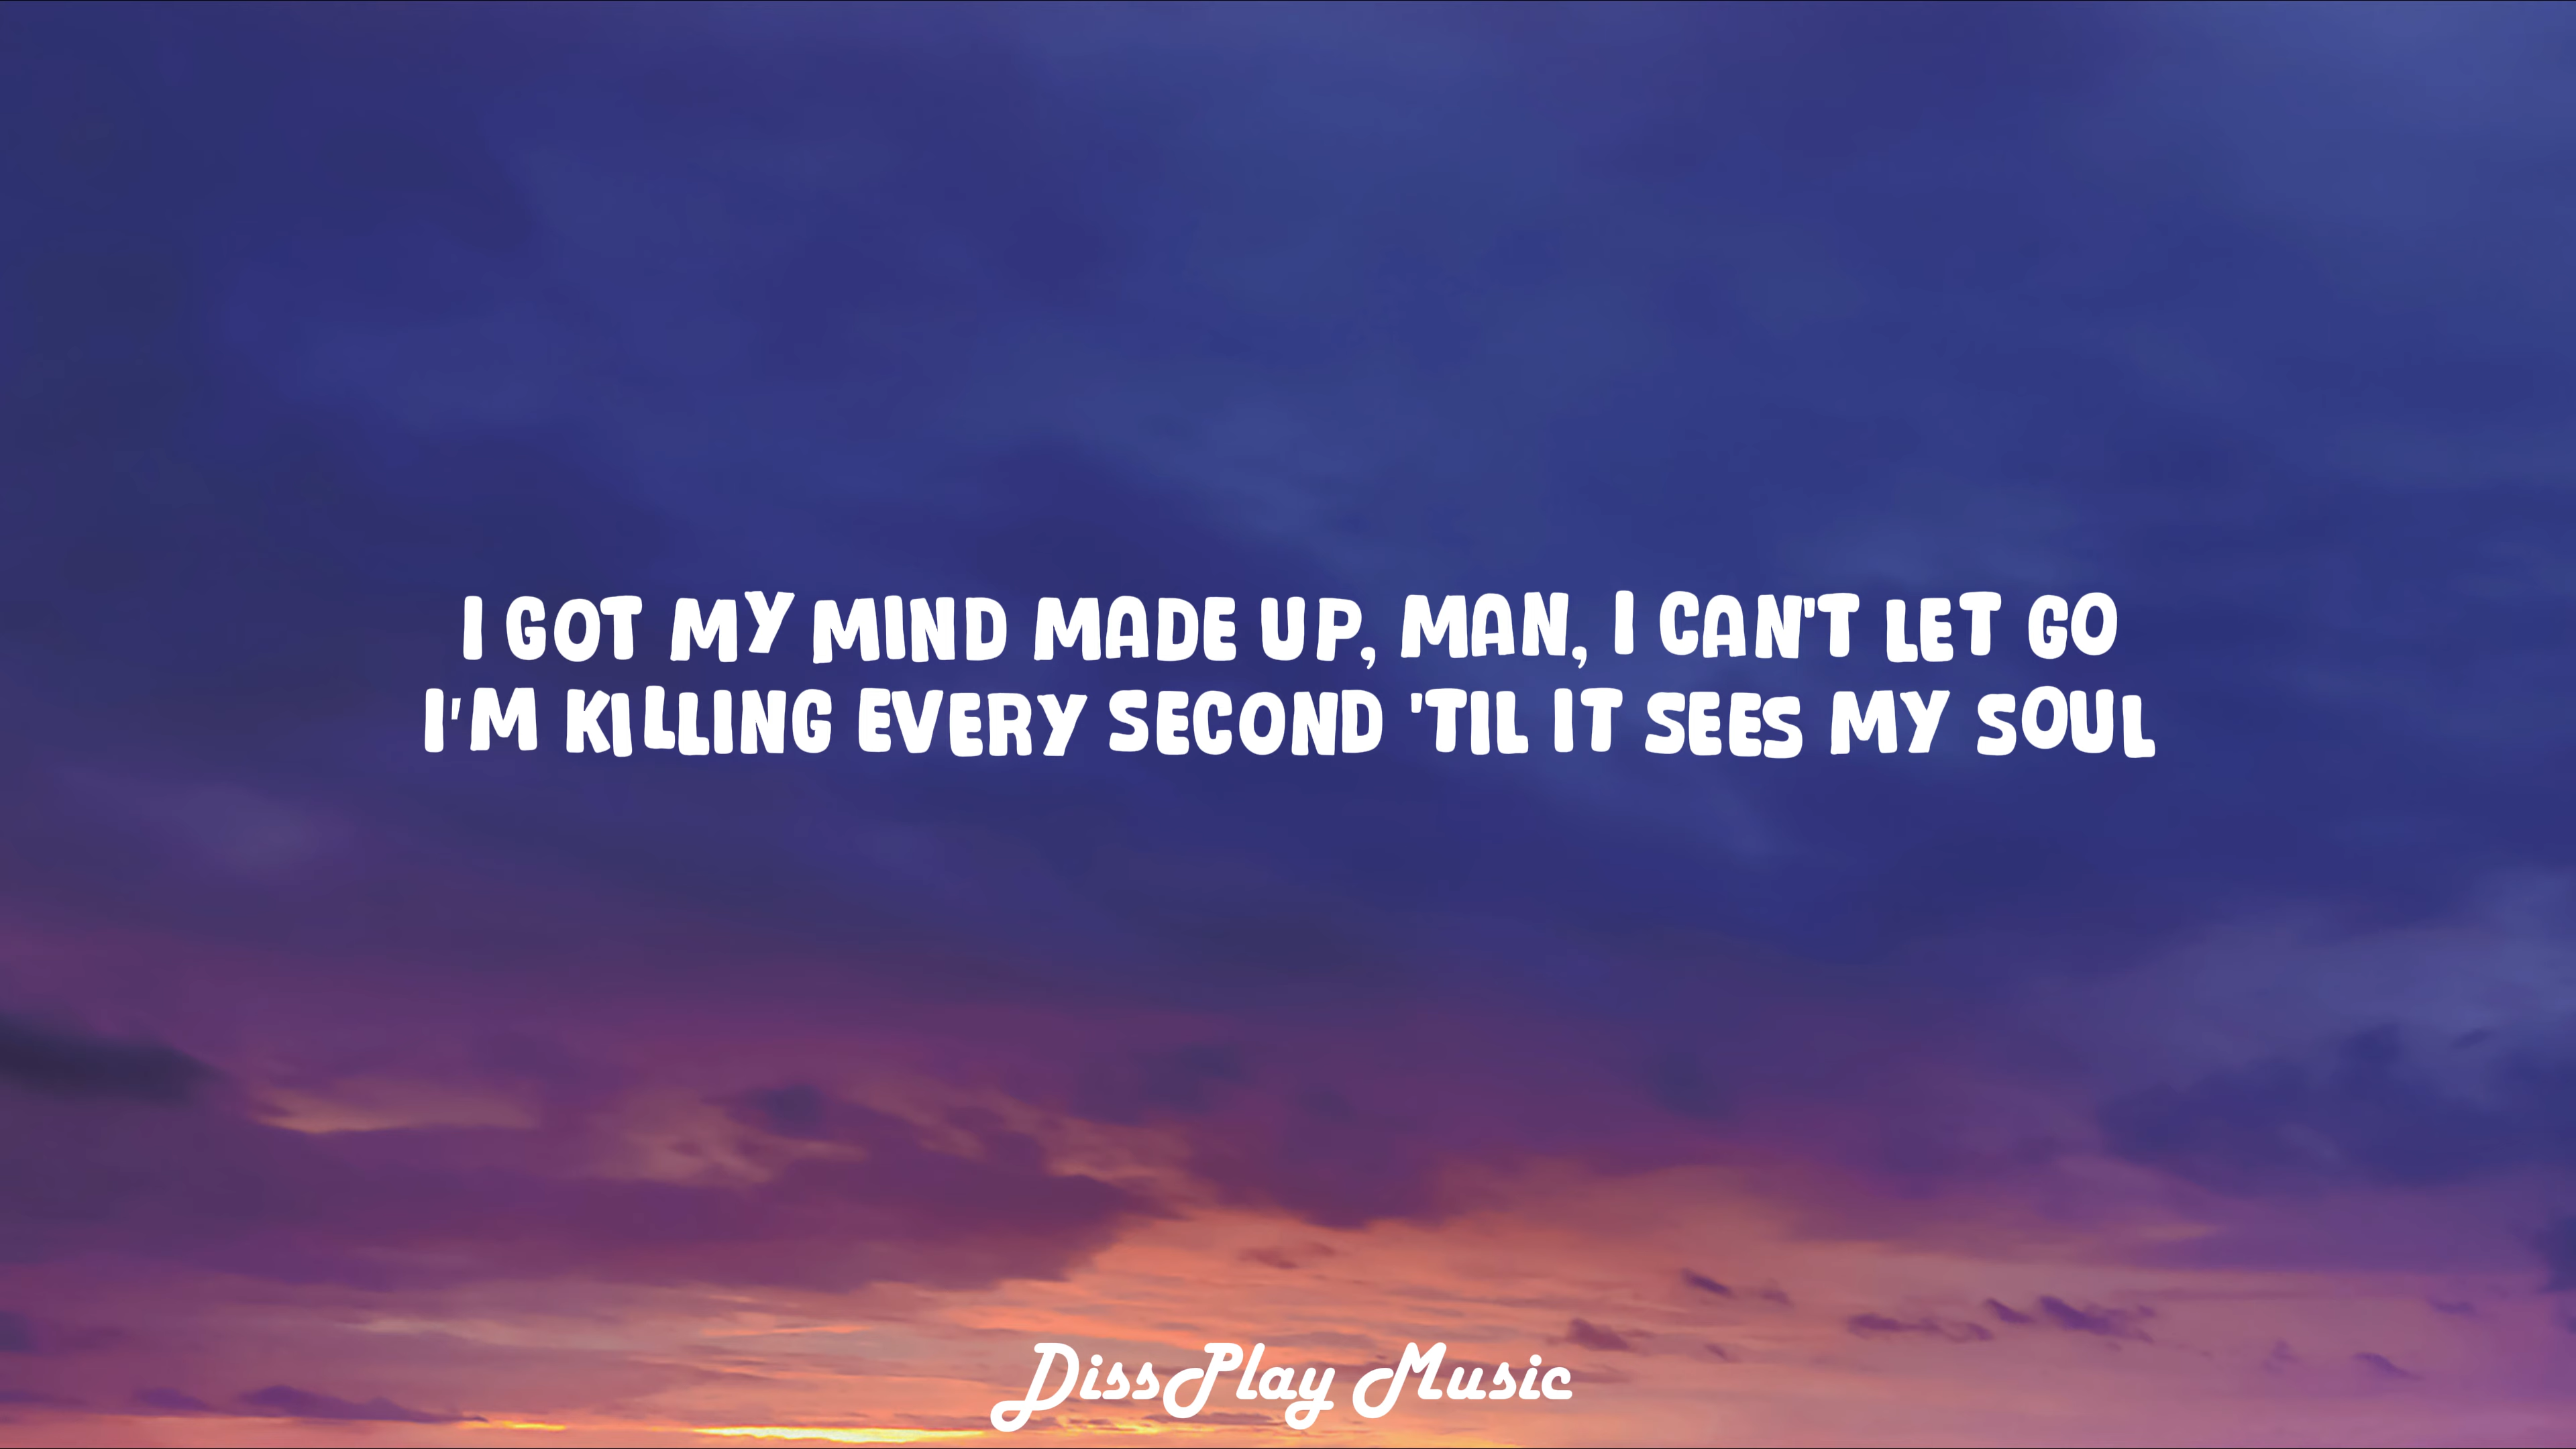 I GOT MY MIND MADE UP, MAN, I CAN'T LET GO
I'M KILLING EVERY SECOND 'TIL IT SEES MY SOUL
DissPlay Music